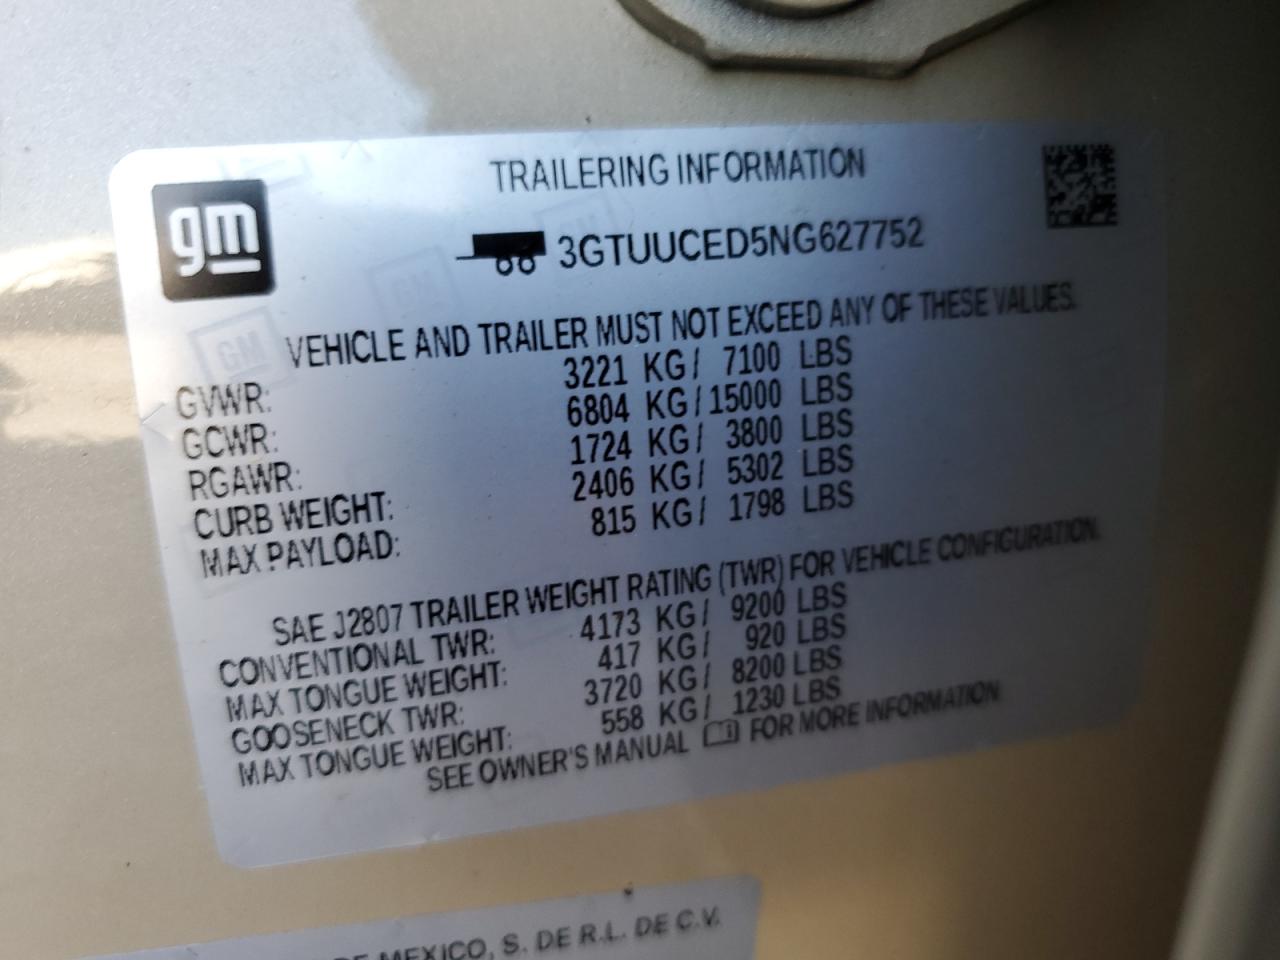 gm
TRAILERING INFORMATION
3GTUUCED5NG627752
VEHICLE AND TRAILER MUST NOT EXCEED ANY OF THESE VALUES.
GVWR: 3221 KG/ 7100 LBS
GCWR: 6804 KG/ 15000 LBS
RGAWR: 1724 KG/ 3800 LBS
CURB WEIGHT: 2406 KG/ 5302 LBS
MAX PAYLOAD: 815 KG/ 1798 LBS
SAE J2807 TRAILER WEIGHT RATING (TWR) FOR VEHICLE CONFIGURATION.
CONVENTIONAL TWR: 4173 KG/ 9200 LBS
MAX TONGUE WEIGHT: 417 KG/ 920 LBS
GOOSENECK TWR: 3720 KG/ 8200 LBS
MAX TONGUE WEIGHT: 558 KG/ 1230 LBS
SEE OWNER'S MANUAL FOR MORE INFORMATION
DE MEXICO, S. DE R.L. DE C.V.